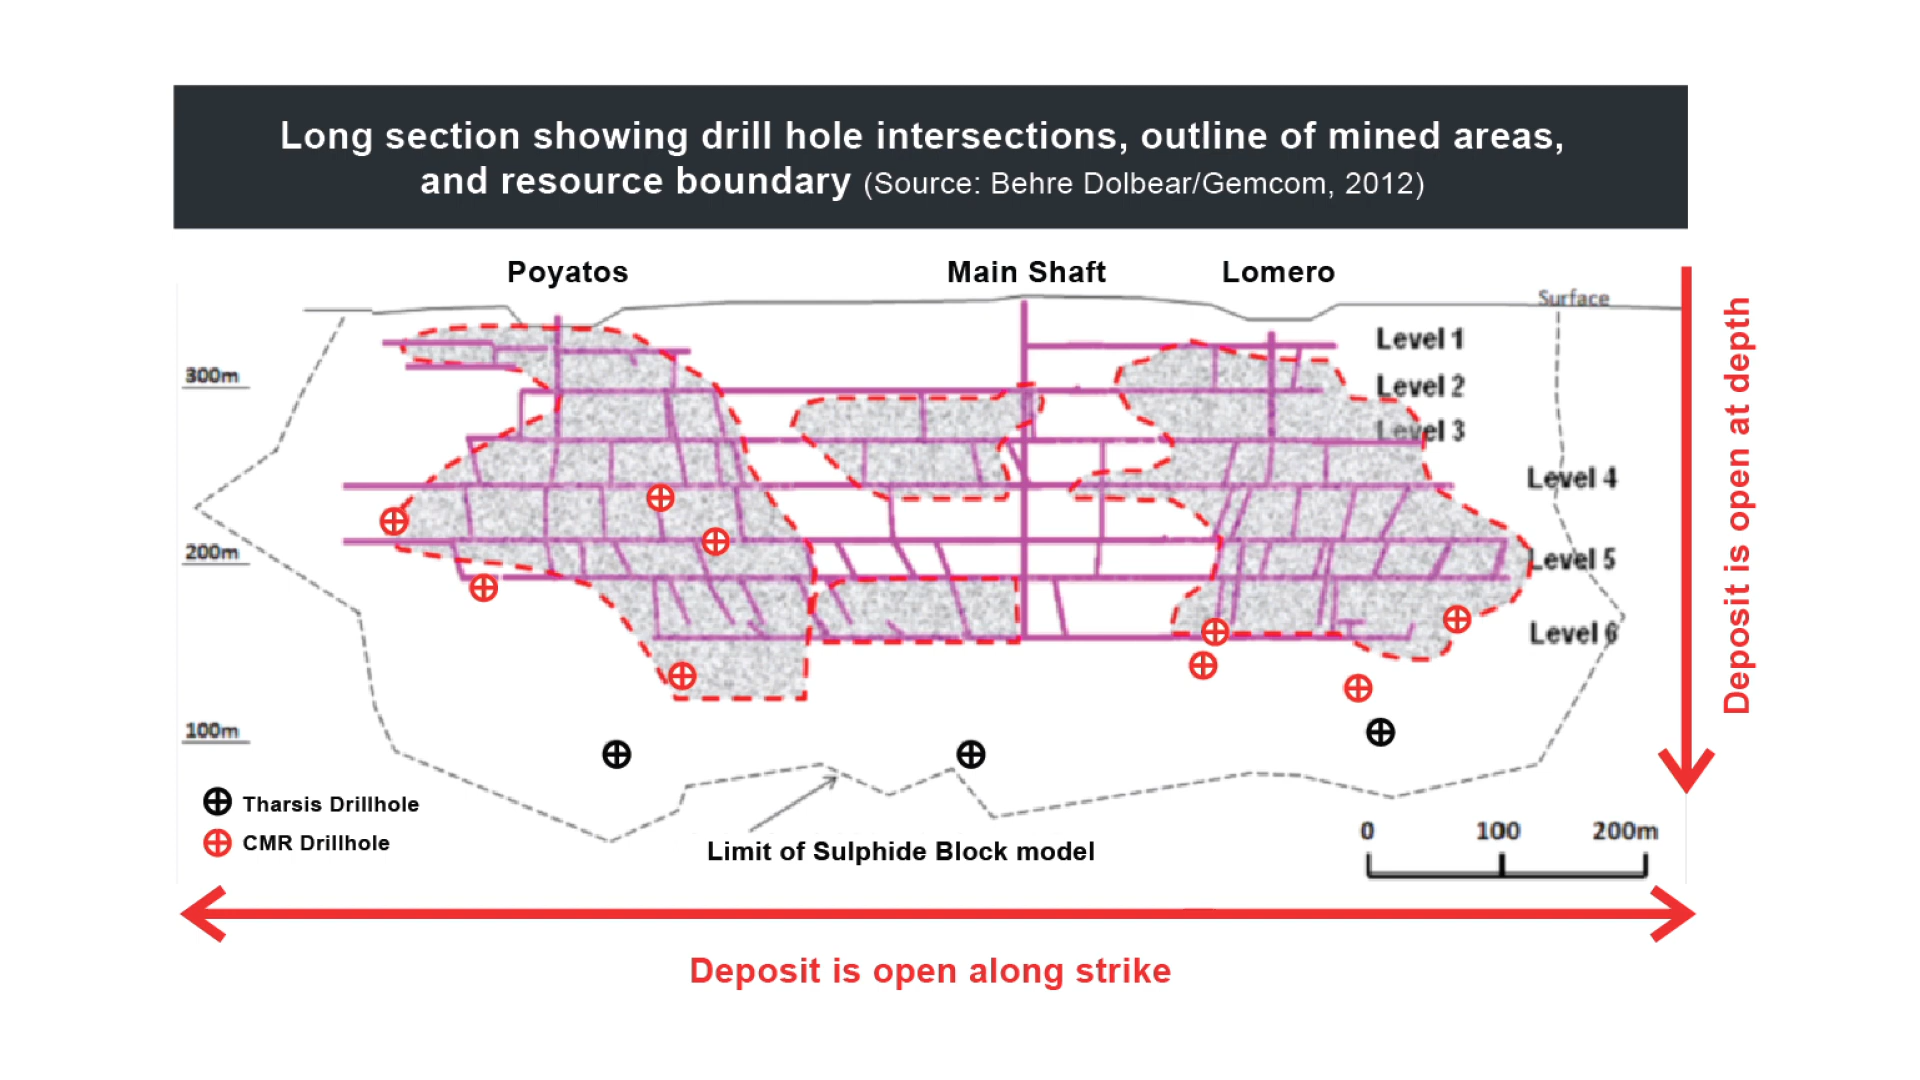 Long section showing drill hole intersections, outline of mined areas,
and resource boundary (Source: Behre Dolbear/Gemcom, 2012)
Poyatos
Main Shaft
Lomero
Surface
Level 1
300m
Level 2
Level 3
Level 4
200m
Level 5
Level 6
100m
Tharsis Drillhole
CMR Drillhole
Limit of Sulphide Block model
0 100 200m
Deposit is open at depth
Deposit is open along strike